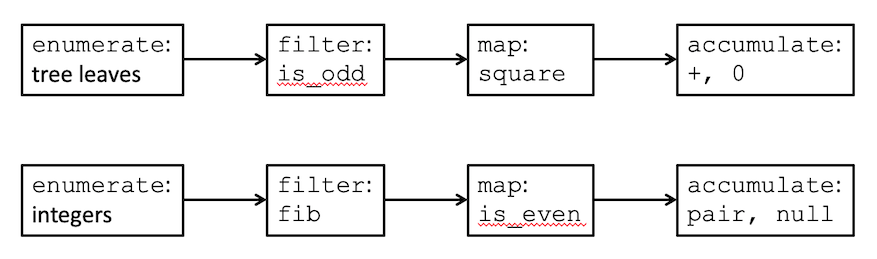 enumerate:
tree leaves
filter:
is_odd
map:
square
accumulate:
+, 0
enumerate:
integers
filter:
fib
map:
is_even
accumulate:
pair, null